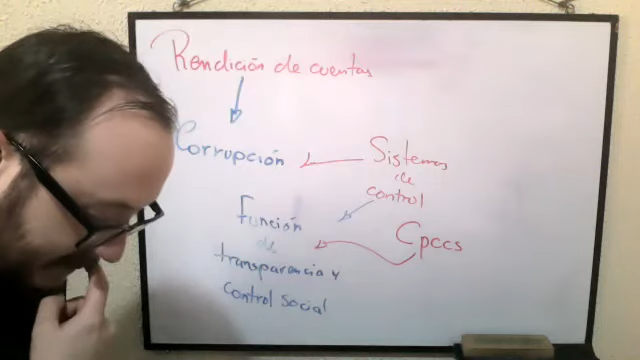 Rendición de cuentas
Corrupción
Sistemas
de
control
Función
de
transparencia y
control social
Cpccs